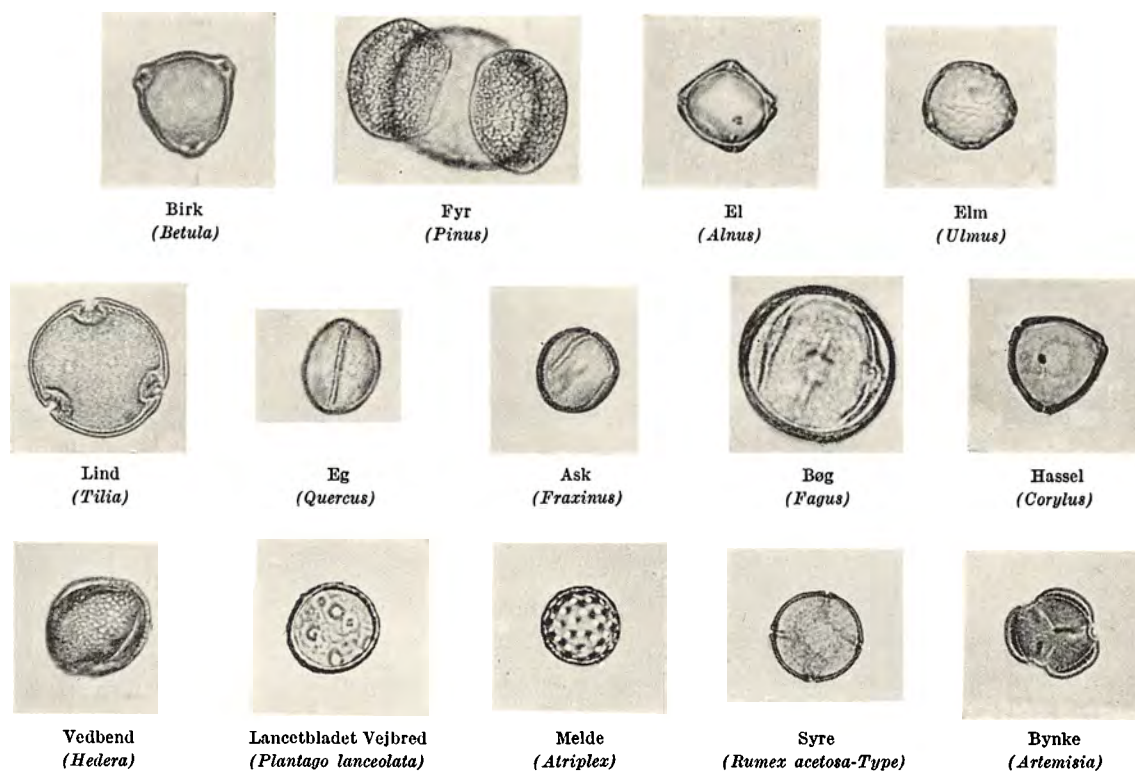 Birk
(Betula)
Fyr
(Pinus)
El
(Alnus)
Elm
(Ulmus)
Lind
(Tilia)
Eg
(Quercus)
Ask
(Fraxinus)
Bøg
(Fagus)
Hassel
(Corylus)
Vedbend
(Hedera)
Lancetbladet Vejbred
(Plantago lanceolata)
Melde
(Atriplex)
Syre
(Rumex acetosa-Type)
Bynke
(Artemisia)